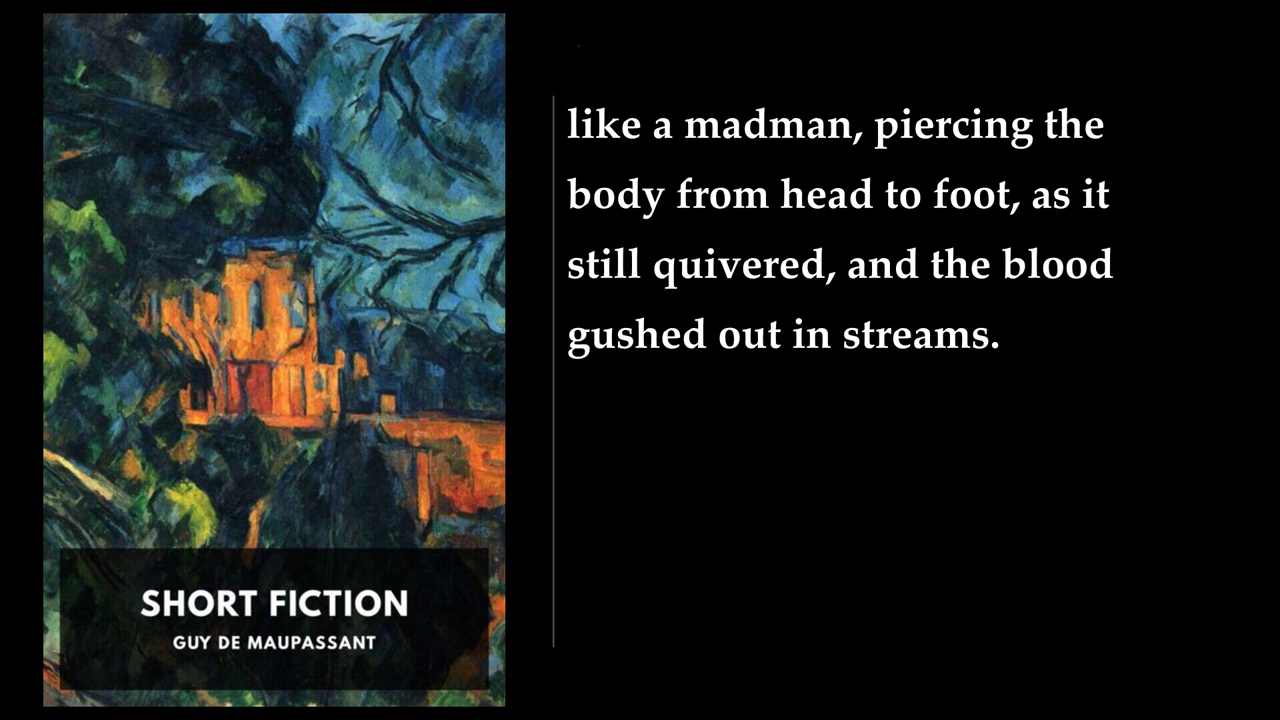 SHORT FICTION
GUY DE MAUPASSANT
like a madman, piercing the
body from head to foot, as it
still quivered, and the blood
gushed out in streams.